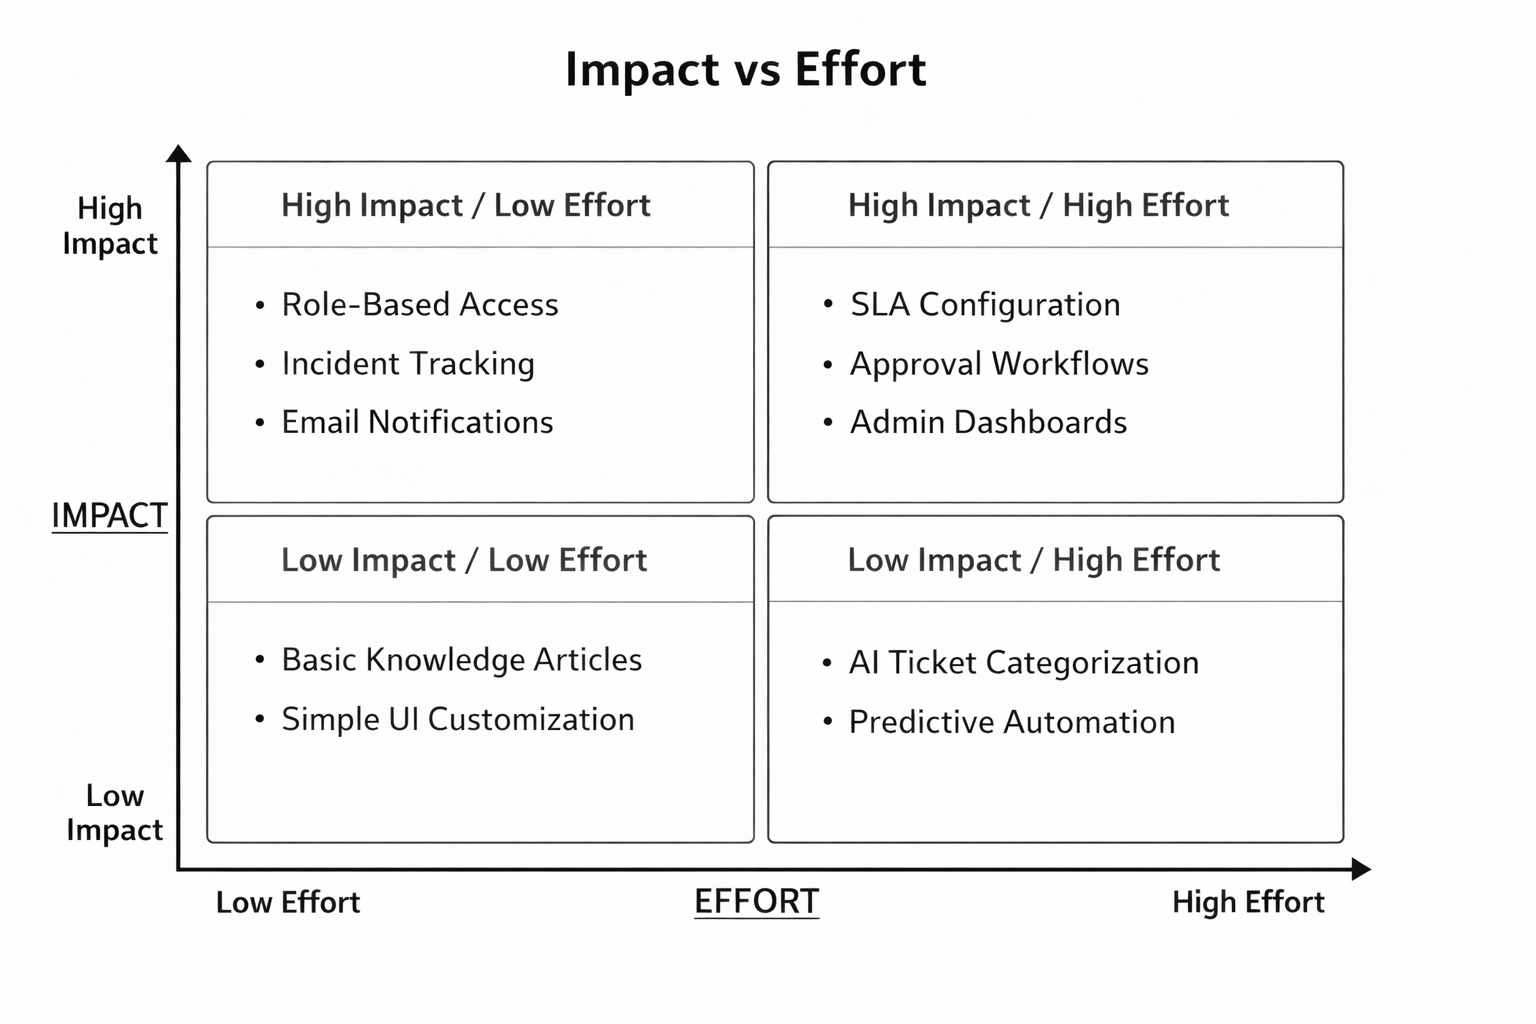 Impact vs Effort
High
Impact
High Impact / Low Effort
• Role-Based Access
• Incident Tracking
• Email Notifications
High Impact / High Effort
• SLA Configuration
• Approval Workflows
• Admin Dashboards
IMPACT
Low Impact / Low Effort
• Basic Knowledge Articles
• Simple UI Customization
Low Impact / High Effort
• AI Ticket Categorization
• Predictive Automation
Low
Impact
Low Effort
EFFORT
High Effort